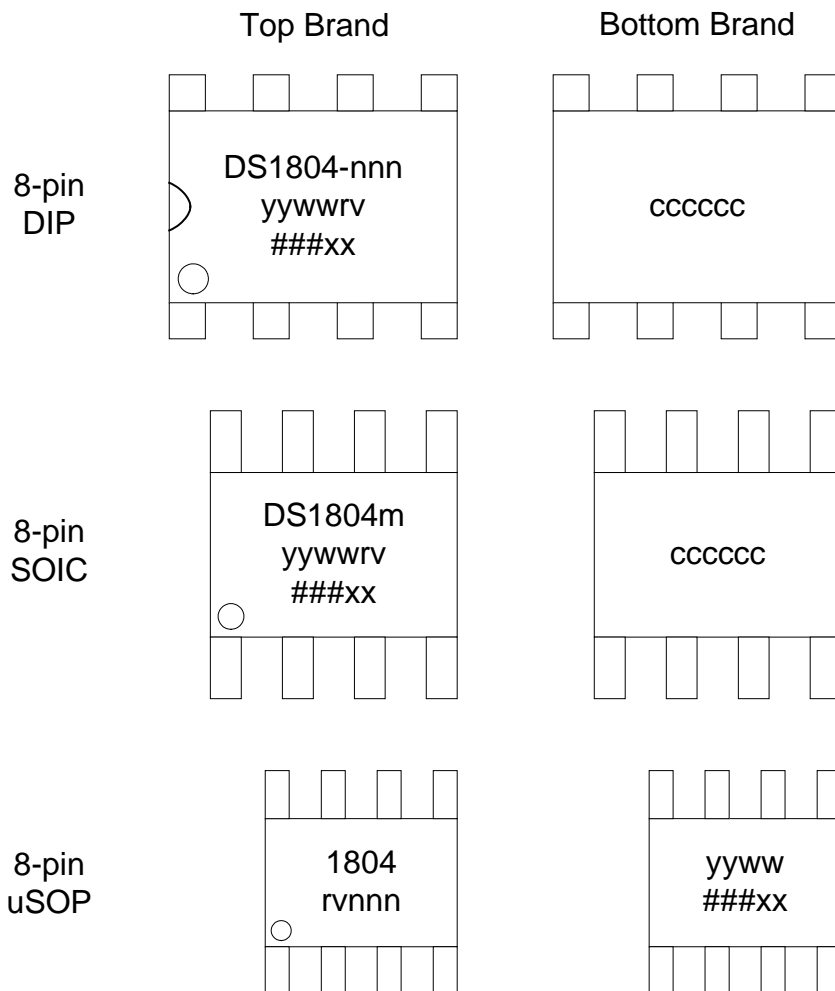 Top Brand
Bottom Brand
8-pin
DIP
DS1804-nnn
yywwrv
###xx
cccccc
8-pin
SOIC
DS1804m
yywwrv
###xx
cccccc
8-pin
uSOP
1804
rvnnn
yyww
###xx